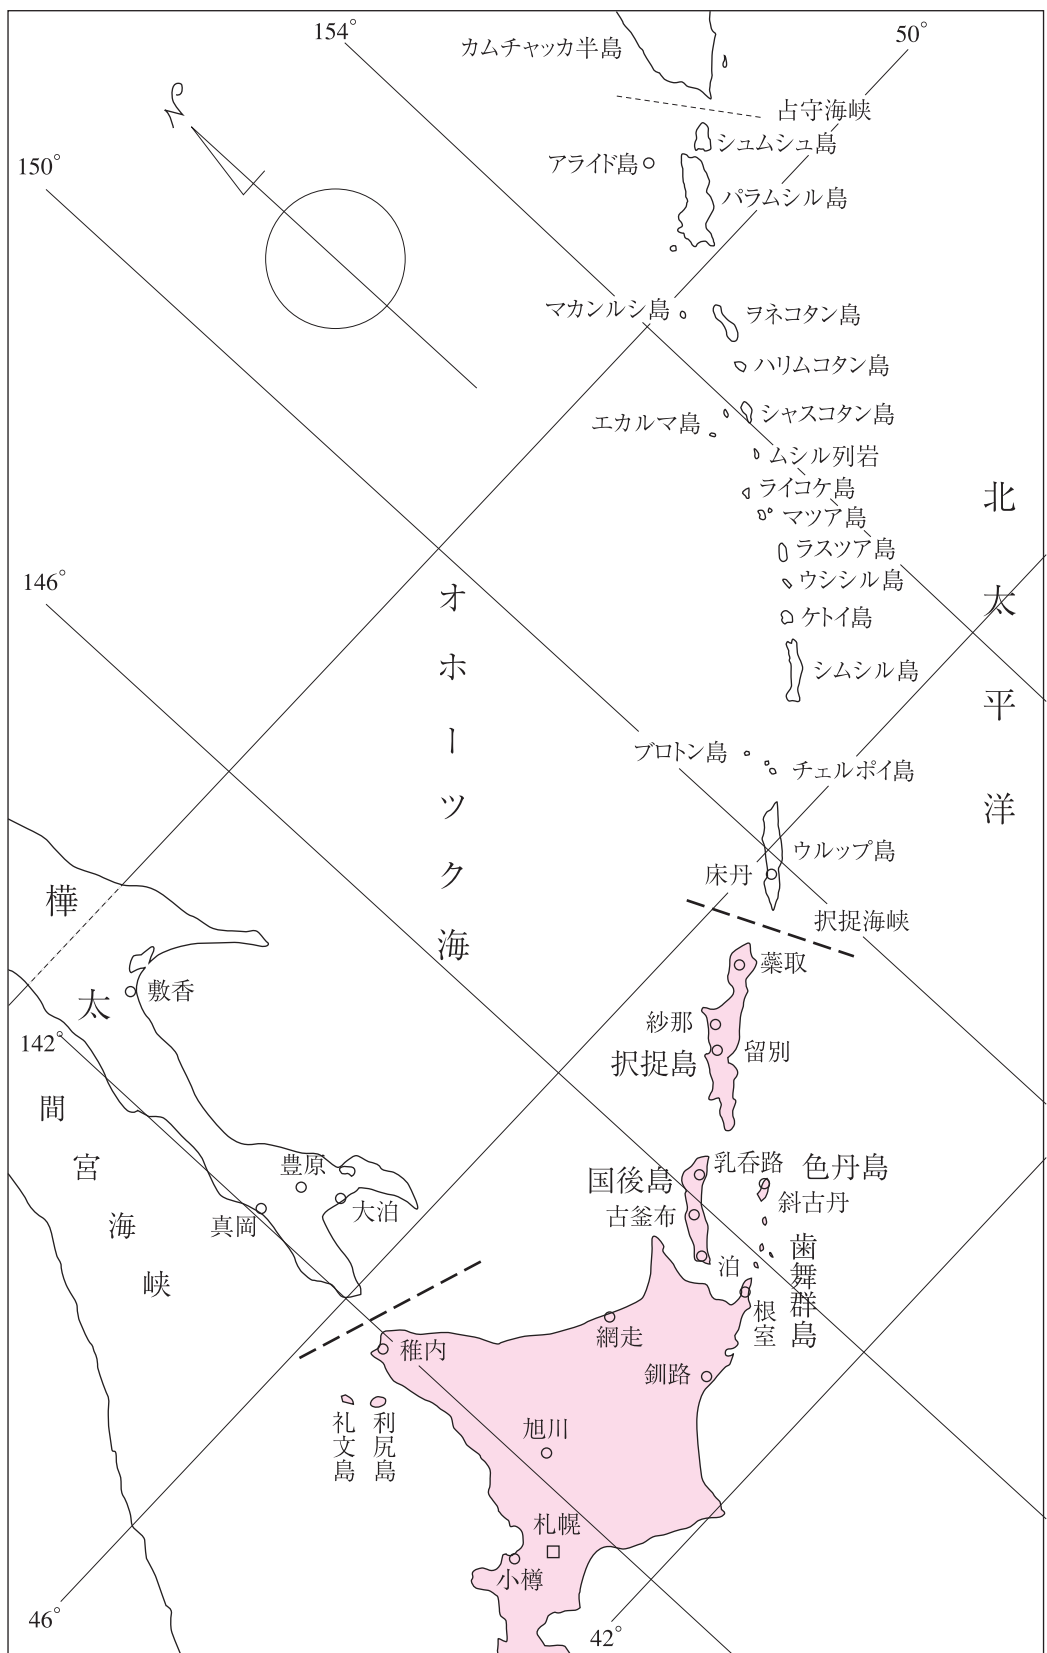 154°
50°
カムチャッカ半島
占守海峡
シュムシュ島
アライド島
N
150°
パラムシル島
マカンルシ島
ヲネコタン島
ハリムコタン島
シャスコタン島
エカルマ島
ムシル列岩
ライコケ島
マツア島
ラスツア島
ウシシル島
ケトイ島
シムシル島
北太平洋
146°
オホーツク海
ブロトン島
チェルポイ島
ウルップ島
床丹
択捉海峡
樺太
敷香
蘂取
紗那
留別
択捉島
142°
間宮海峡
豊原
大泊
真岡
乳呑路
色丹島
国後島
斜古丹
古釜布
泊
歯舞群島
根室
網走
稚内
釧路
礼文島
利尻島
旭川
札幌
小樽
46°
42°